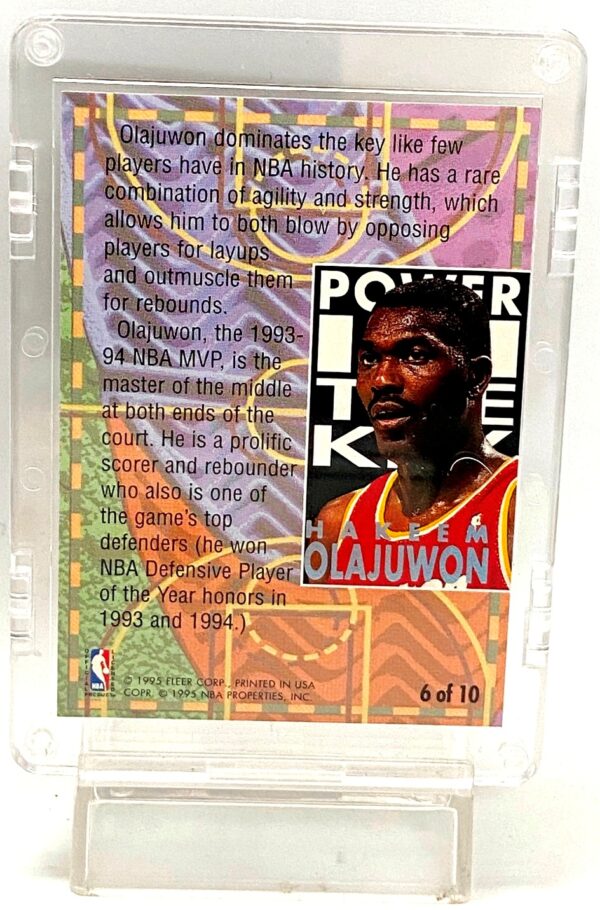 Olajuwon dominates the key like few
players have in NBA history. He has a rare
combination of agility and strength, which
allows him to both blow by opposing
players for layups
and outmuscle them
for rebounds.
Olajuwon, the 1993-
94 NBA MVP, is the
master of the middle
at both ends of the
court. He is a prolific
scorer and rebounder
who also is one of
the game's top
defenders (he won
NBA Defensive Player
of the Year honors in
1993 and 1994.)
POWER
IN
THE
KEY
HAKEEM
OLAJUWON
OFFICIAL
LICENSED
NBA
PRODUCT
© 1995 FLEER CORP., PRINTED IN USA
COPR. © 1995 NBA PROPERTIES, INC.
6 of 10